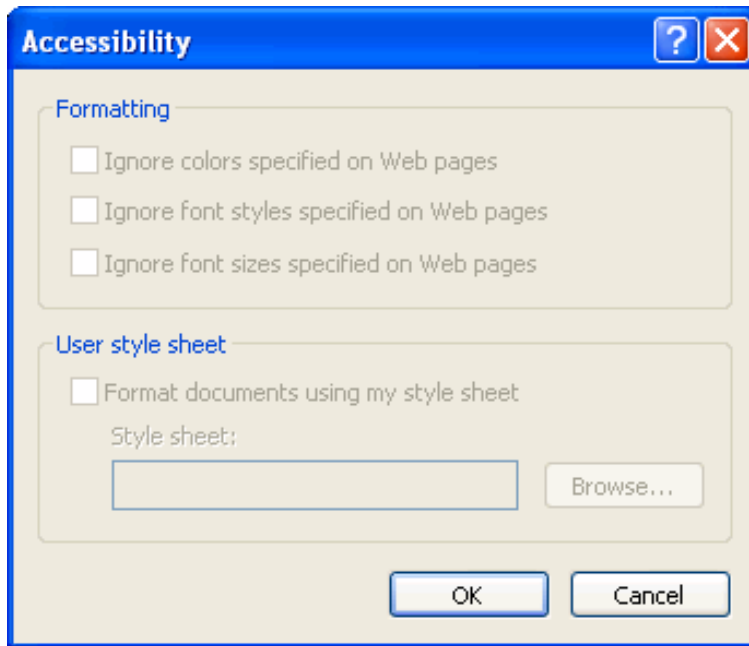 Accessibility
Formatting
Ignore colors specified on Web pages
Ignore font styles specified on Web pages
Ignore font sizes specified on Web pages
User style sheet
Format documents using my style sheet
Style sheet:
Browse...
OK Cancel